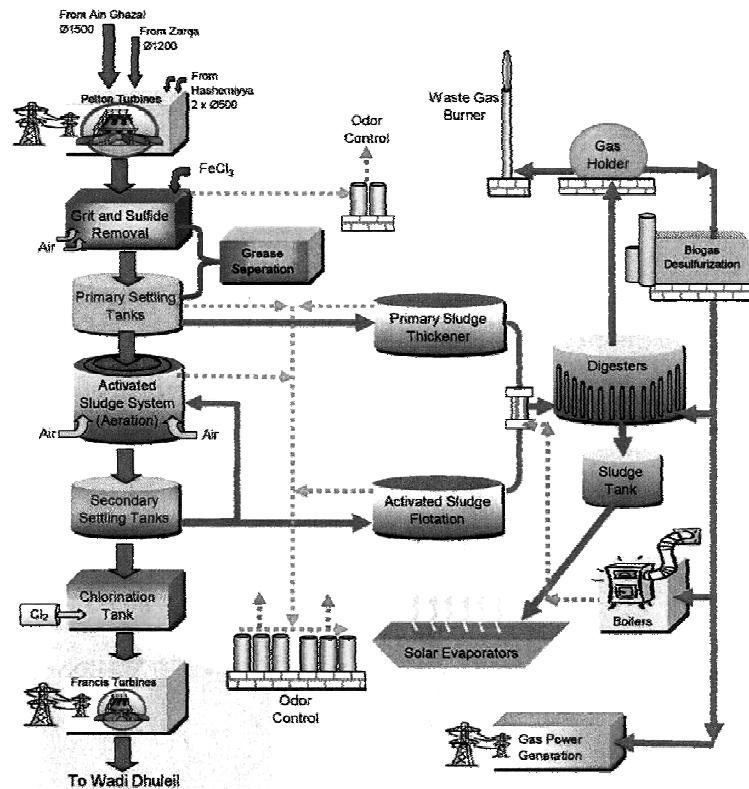 From Ain Ghazal
Ø1500
From Zarqa
Ø1200
From
Hashemiyya
2 x Ø500
Pelton Turbines
FeCl3
Grit and Sulfide
Removal
Air
Grease
Seperation
Odor
Control
Waste Gas
Burner
Gas
Holder
Biogas
Desulfurization
Primary Settling
Tanks
Primary Sludge
Thickener
Digesters
Activated
Sludge System
(Aeration)
Air
Air
Sludge
Tank
Secondary
Settling Tanks
Activated Sludge
Flotation
Chlorination
Tank
Cl2
Boilers
Solar Evaporators
Francis Turbines
Odor
Control
Gas Power
Generation
To Wadi Dhuleil